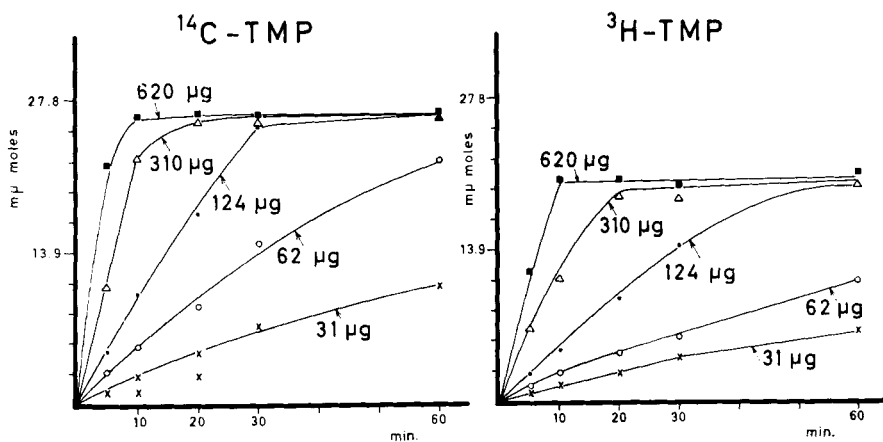 ¹⁴C-TMP
27.8
13.9
mµ moles
620 µg
310 µg
124 µg
62 µg
31 µg
10
20
30
60
min.
³H-TMP
27.8
13.9
mµ moles
620µg
310 µg
124 µg
62 µg
31 µg
10
20
30
60
min.